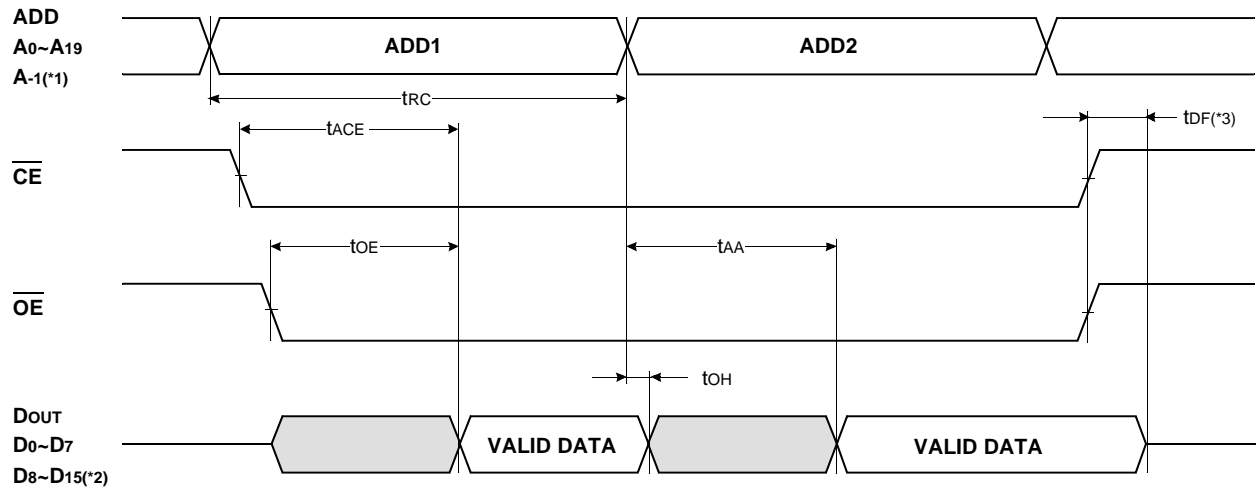 ADD
A0~A19
A-1(*1)
ADD1
ADD2
tRC
tACE
tDF(*3)
CE
tOE
tAA
OE
tOH
DOUT
D0~D7
D8~D15(*2)
VALID DATA
VALID DATA